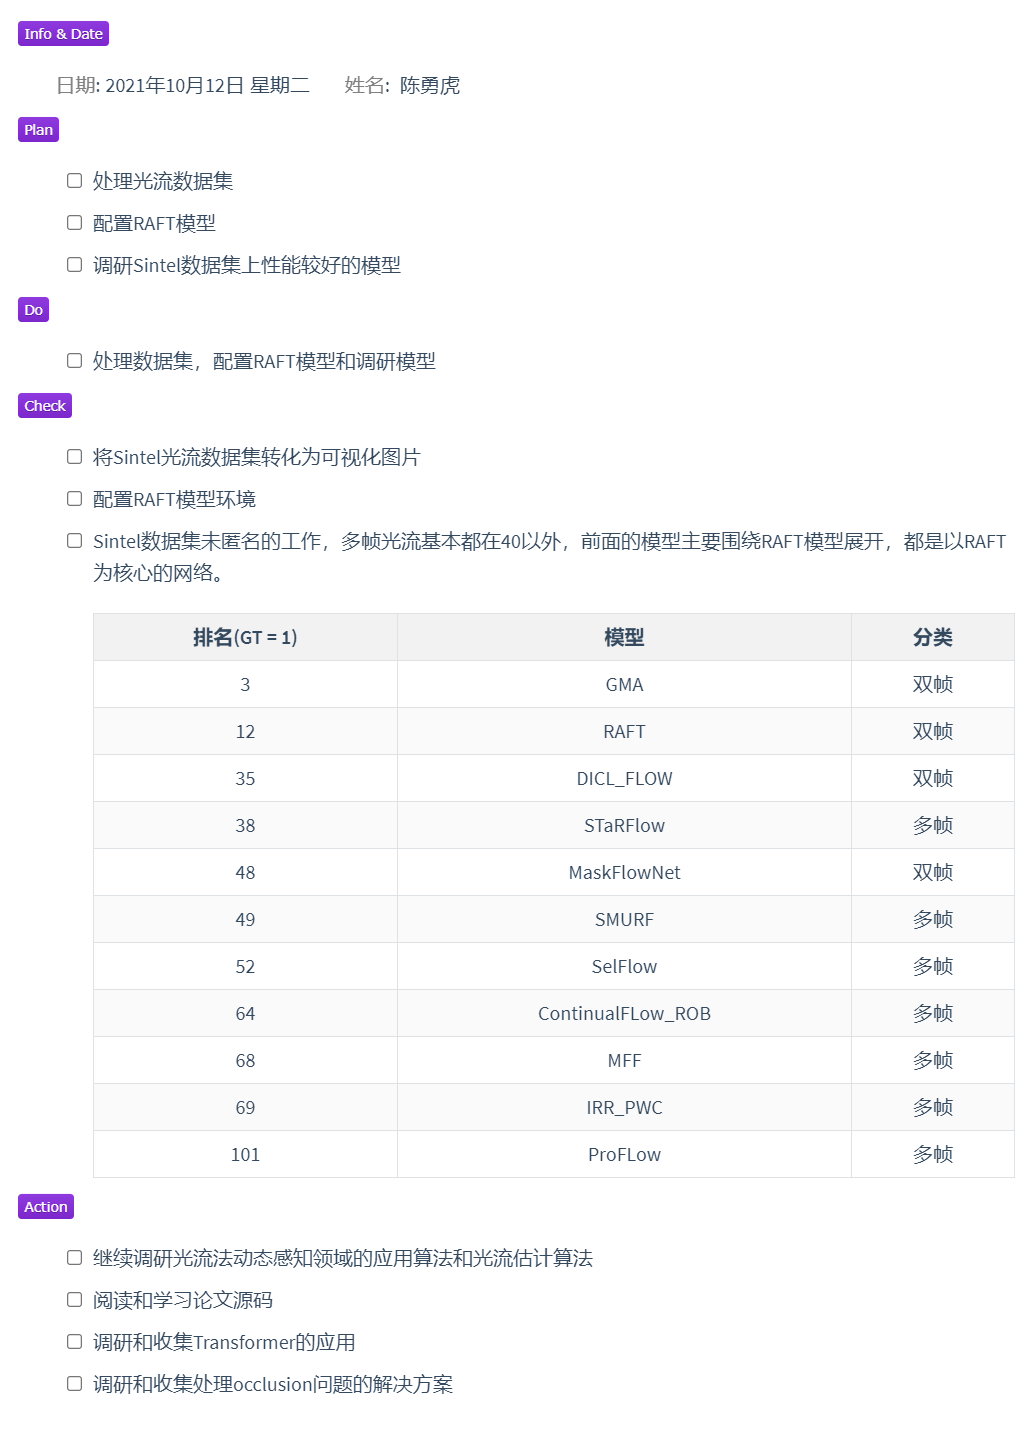 Info & Date
日期: 2021年10月12日 星期二 姓名: 陈勇虎
Plan
处理光流数据集
配置RAFT模型
调研Sintel数据集上性能较好的模型
Do
处理数据集，配置RAFT模型和调研模型
Check
将Sintel光流数据集转化为可视化图片
配置RAFT模型环境
Sintel数据集未匿名的工作，多帧光流基本都在40以外，前面的模型主要围绕RAFT模型展开，都是以RAFT
为核心的网络。
排名(GT = 1) 模型 分类
3 GMA 双帧
12 RAFT 双帧
35 DICL_FLOW 双帧
38 STaRFlow 多帧
48 MaskFlowNet 双帧
49 SMURF 多帧
52 SelFlow 多帧
64 ContinualFLow_ROB 多帧
68 MFF 多帧
69 IRR_PWC 多帧
101 ProFLow 多帧
Action
继续调研光流法动态感知领域的应用算法和光流估计算法
阅读和学习论文源码
调研和收集Transformer的应用
调研和收集处理occlusion问题的解决方案